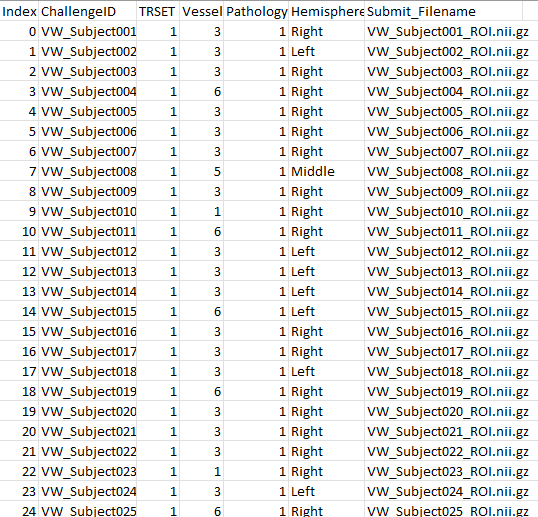 Index ChallengeID TRSET Vessel Pathology Hemisphere Submit_Filename
0 VW_Subject001 1 3 1 Right VW_Subject001_ROI.nii.gz
1 VW_Subject002 1 3 1 Left VW_Subject002_ROI.nii.gz
2 VW_Subject003 1 3 1 Right VW_Subject003_ROI.nii.gz
3 VW_Subject004 1 6 1 Right VW_Subject004_ROI.nii.gz
4 VW_Subject005 1 3 1 Right VW_Subject005_ROI.nii.gz
5 VW_Subject006 1 3 1 Right VW_Subject006_ROI.nii.gz
6 VW_Subject007 1 3 1 Right VW_Subject007_ROI.nii.gz
7 VW_Subject008 1 5 1 Middle VW_Subject008_ROI.nii.gz
8 VW_Subject009 1 3 1 Right VW_Subject009_ROI.nii.gz
9 VW_Subject010 1 1 1 Right VW_Subject010_ROI.nii.gz
10 VW_Subject011 1 6 1 Right VW_Subject011_ROI.nii.gz
11 VW_Subject012 1 3 1 Left VW_Subject012_ROI.nii.gz
12 VW_Subject013 1 3 1 Left VW_Subject013_ROI.nii.gz
13 VW_Subject014 1 3 1 Left VW_Subject014_ROI.nii.gz
14 VW_Subject015 1 6 1 Left VW_Subject015_ROI.nii.gz
15 VW_Subject016 1 3 1 Right VW_Subject016_ROI.nii.gz
16 VW_Subject017 1 3 1 Right VW_Subject017_ROI.nii.gz
17 VW_Subject018 1 3 1 Left VW_Subject018_ROI.nii.gz
18 VW_Subject019 1 6 1 Right VW_Subject019_ROI.nii.gz
19 VW_Subject020 1 3 1 Right VW_Subject020_ROI.nii.gz
20 VW_Subject021 1 3 1 Right VW_Subject021_ROI.nii.gz
21 VW_Subject022 1 3 1 Right VW_Subject022_ROI.nii.gz
22 VW_Subject023 1 1 1 Right VW_Subject023_ROI.nii.gz
23 VW_Subject024 1 3 1 Left VW_Subject024_ROI.nii.gz
24 VW_Subject025 1 6 1 Right VW_Subject025_ROI.nii.gz